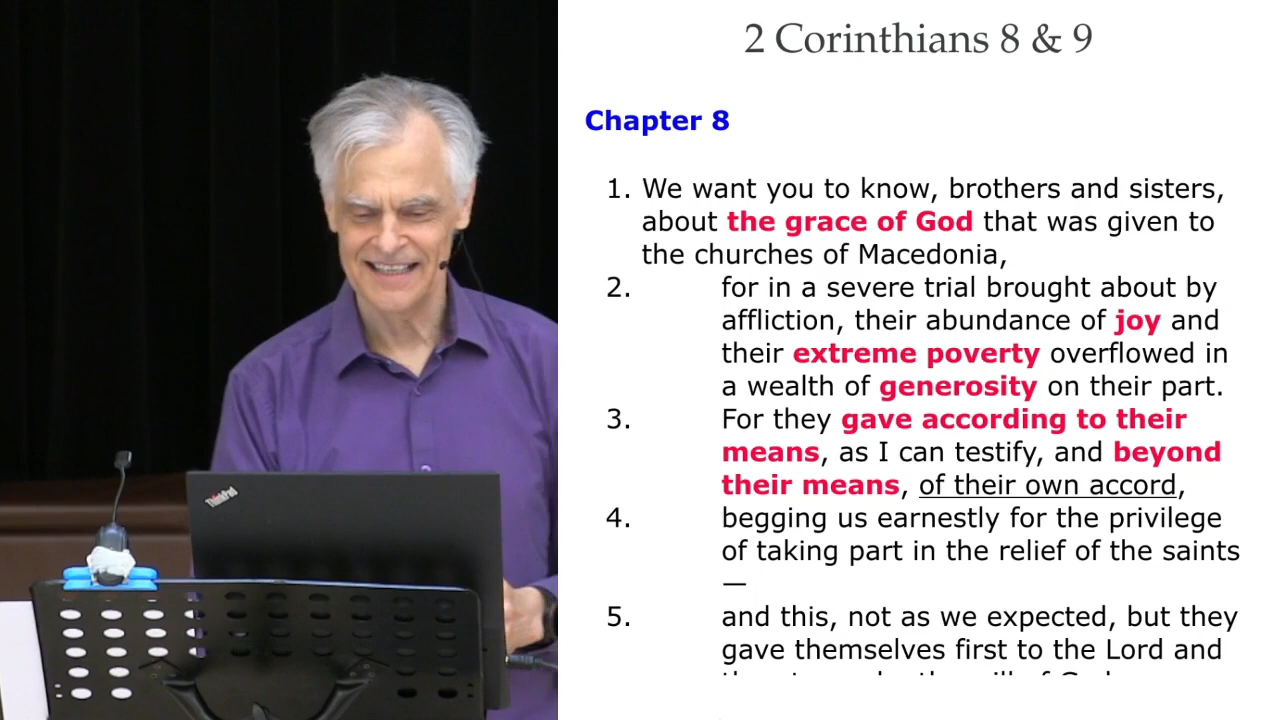 2 Corinthians 8 & 9
Chapter 8
1. We want you to know, brothers and sisters,
about the grace of God that was given to
the churches of Macedonia,
2. for in a severe trial brought about by
affliction, their abundance of joy and
their extreme poverty overflowed in
a wealth of generosity on their part.
3. For they gave according to their
means, as I can testify, and beyond
their means, of their own accord,
4. begging us earnestly for the privilege
of taking part in the relief of the saints
—
5. and this, not as we expected, but they
gave themselves first to the Lord and
ThinkPad